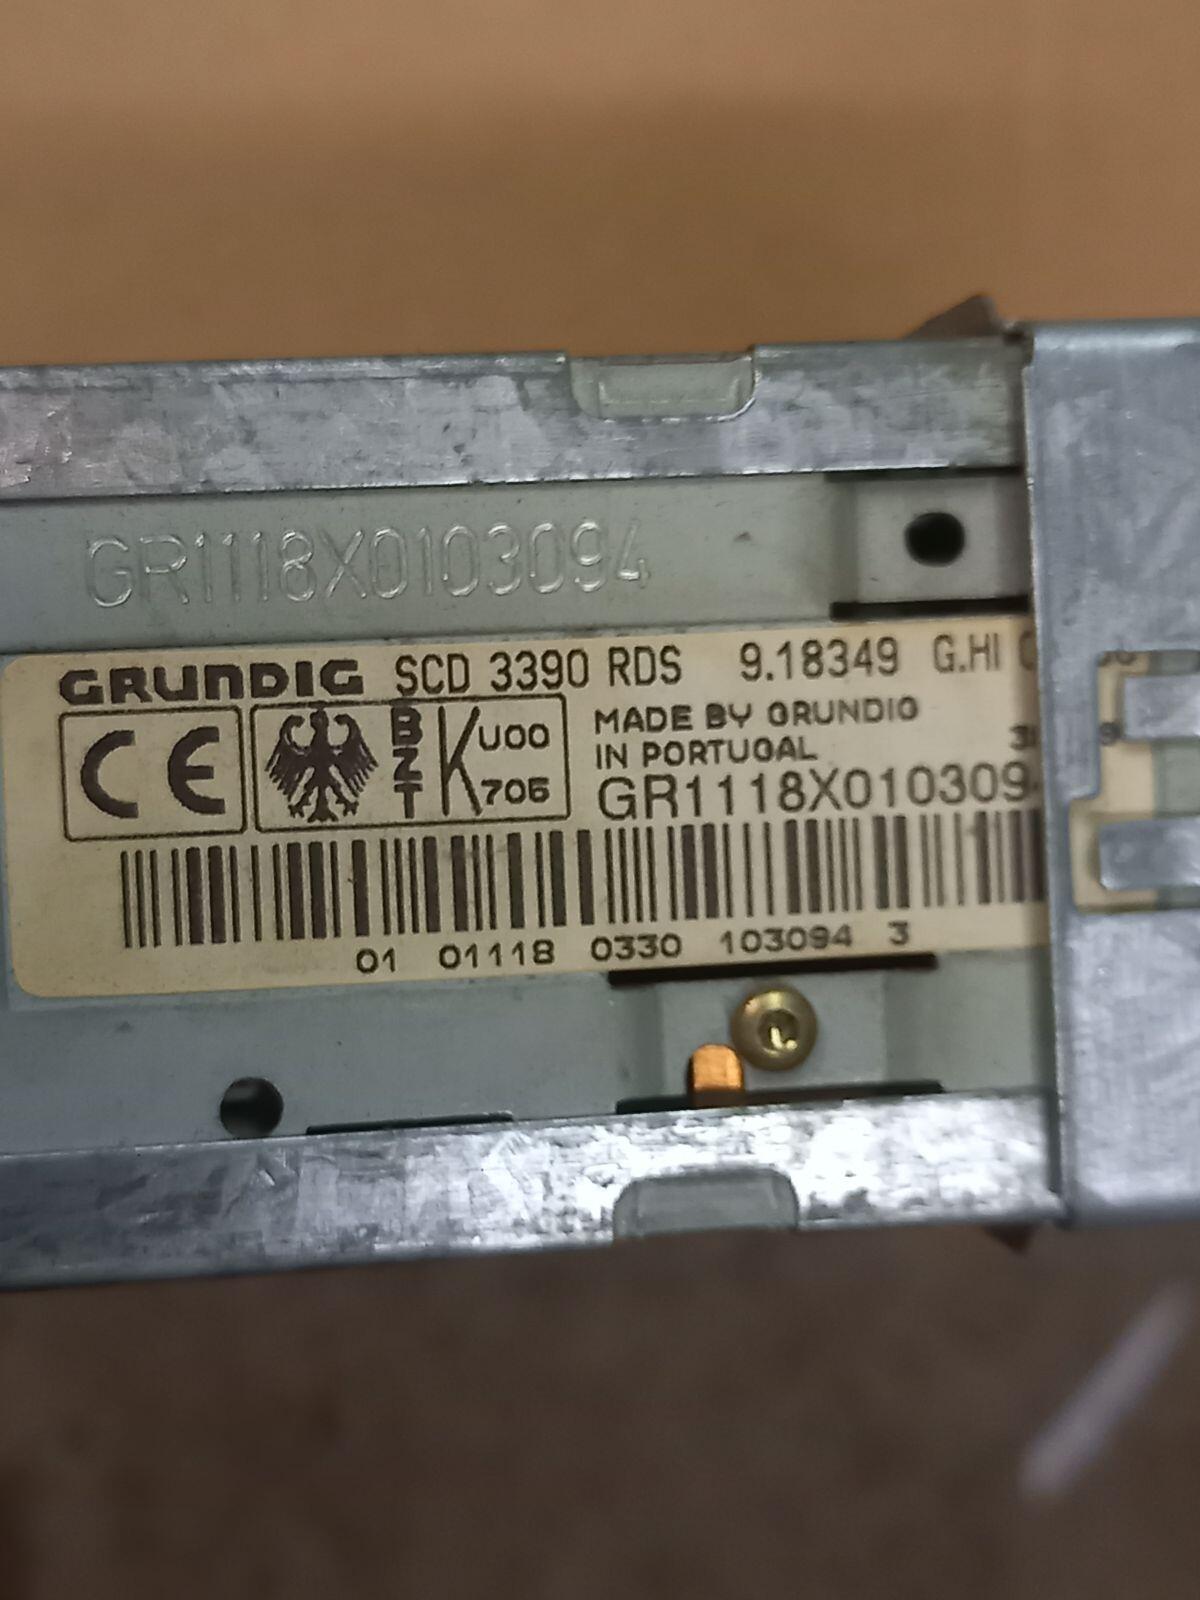 GR1118X0103094
GRUNDIG SCD 3390 RDS 9.18349 G.HI
CE BZT K U00 706
MADE BY GRUNDIG
IN PORTUGAL
GR1118X010309
01 01118 0330 103094 3